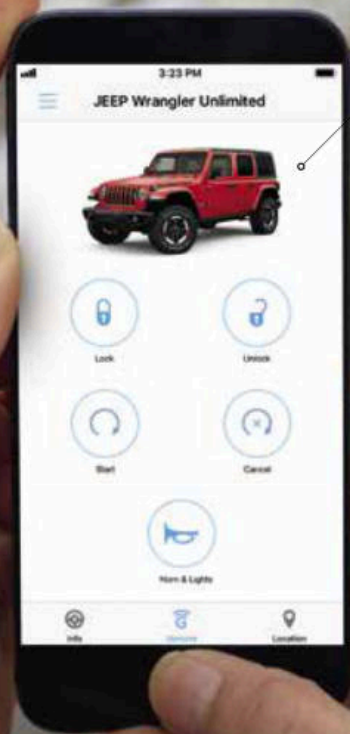 3:23 PM
JEEP Wrangler Unlimited
Lock
Unlock
Start
Cancel
Horn & Lights
Info
Remote
Location